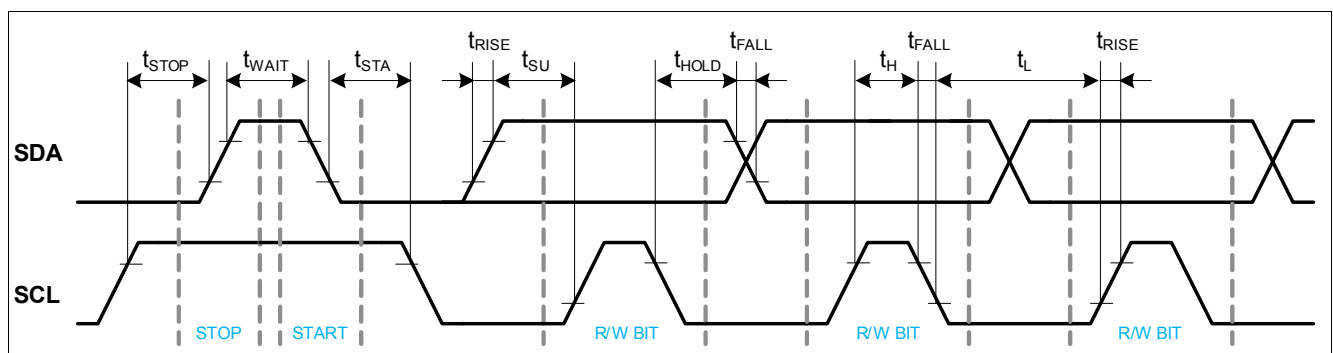 tRISE tFALL tFALL tRISE
tSTOP tWAIT tSTA tSU tHOLD tH tL
SDA
SCL
STOP START R/W BIT R/W BIT R/W BIT